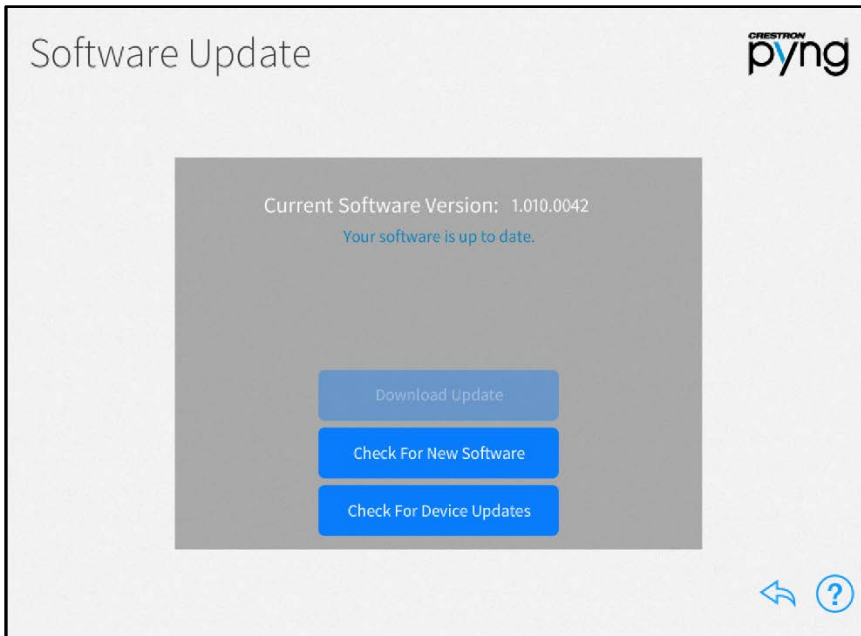 Software Update
CRESTRON
pyng
Current Software Version: 1.010.0042
Your software is up to date.
Download Update
Check For New Software
Check For Device Updates
?